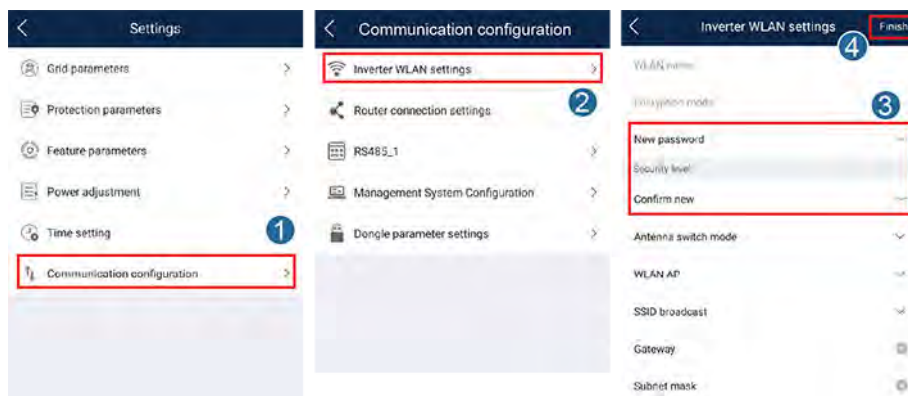 Settings
Grid parameters
Protection parameters
Feature parameters
Power adjustment
Time setting
1
Communication configuration
Communication configuration
Inverter WLAN settings
2
Router connection settings
RS485_1
Management System Configuration
Dongle parameter settings
Inverter WLAN settings
Finish
4
WLAN name
Encryption mode
3
New password
Security level
Confirm new
Antenna switch mode
WLAN AP
SSID broadcast
Gateway
Subnet mask